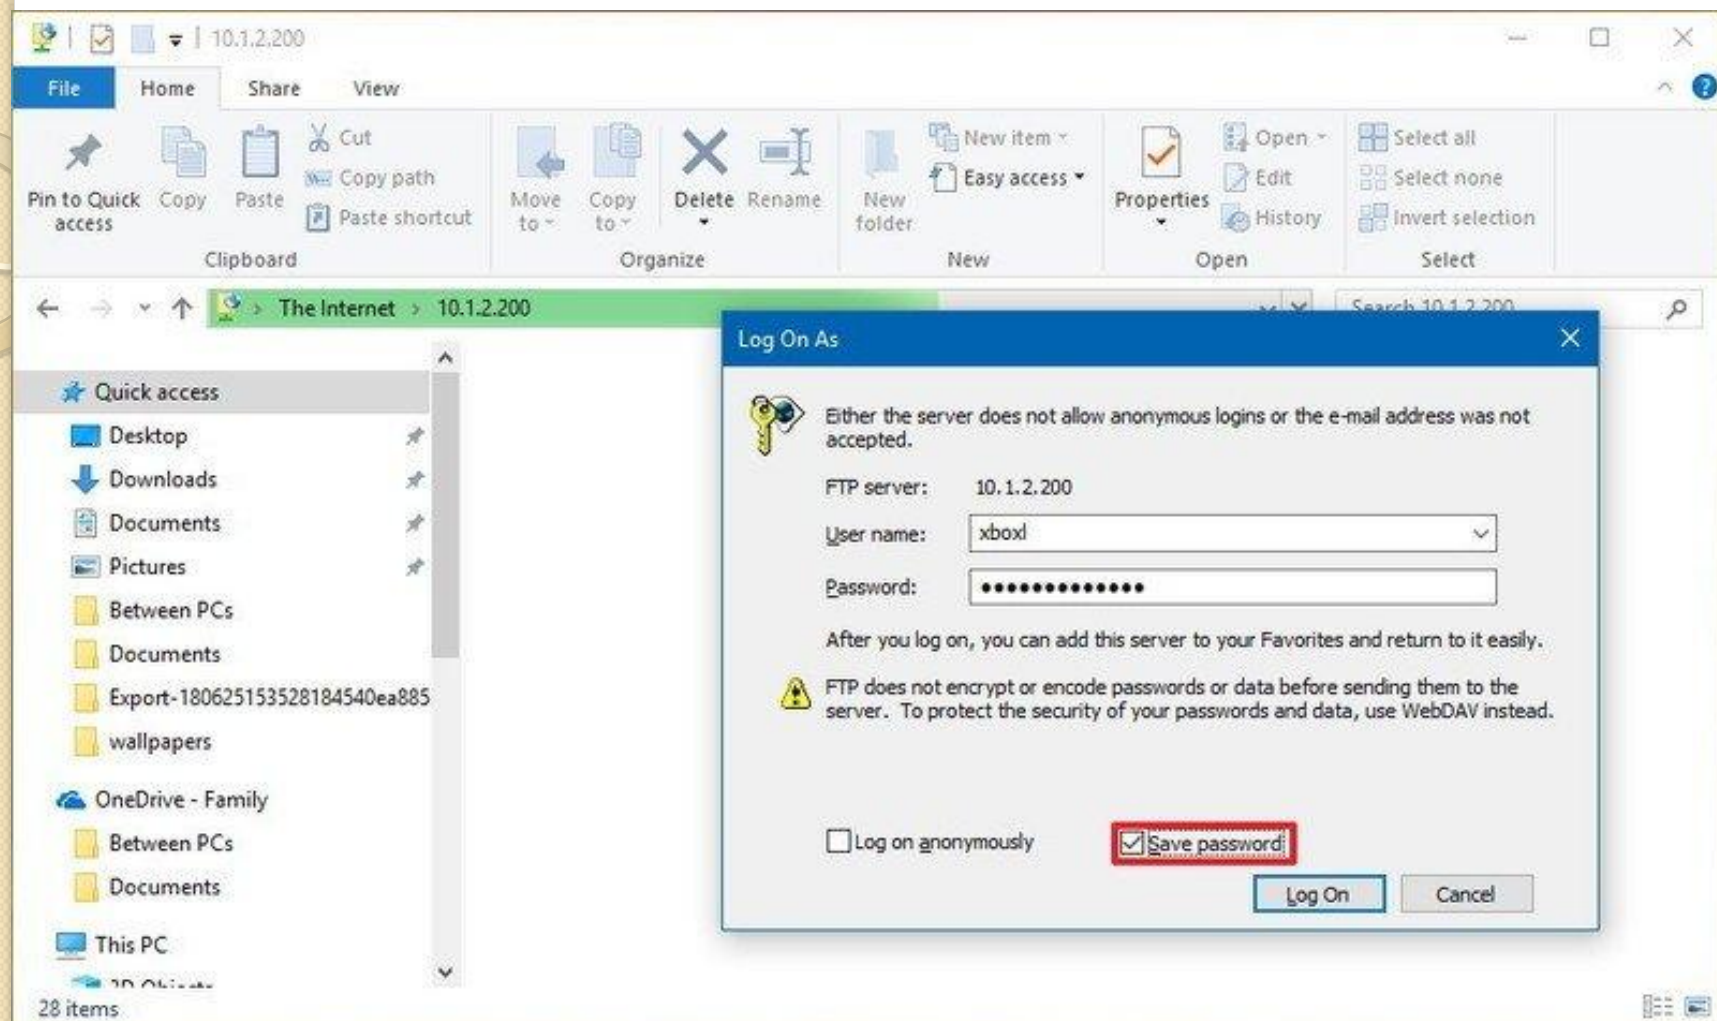 10.1.2.200
File Home Share View
Pin to Quick access
Copy
Paste
Cut
Copy path
Paste shortcut
Clipboard
Move to
Copy to
Delete
Rename
Organize
New folder
New item
Easy access
New
Properties
Open
Edit
History
Open
Select all
Select none
Invert selection
Select
The Internet > 10.1.2.200
Search 10.1.2.200
Quick access
Desktop
Downloads
Documents
Pictures
Between PCs
Documents
Export-180625153528184540ea885
wallpapers
OneDrive - Family
Between PCs
Documents
This PC
3D Objects
28 items
Log On As
Either the server does not allow anonymous logins or the e-mail address was not
accepted.
FTP server: 10.1.2.200
User name: xboxl
Password: •••••••••••••
After you log on, you can add this server to your Favorites and return to it easily.
FTP does not encrypt or encode passwords or data before sending them to the
server. To protect the security of your passwords and data, use WebDAV instead.
Log on anonymously
Save password
Log On
Cancel